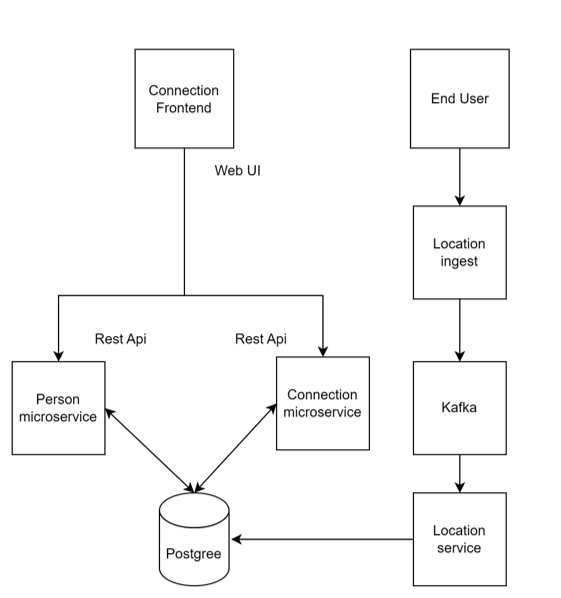 Connection
Frontend
End User
Web UI
Location
ingest
Rest Api
Rest Api
Person
microservice
Connection
microservice
Kafka
Postgree
Location
service